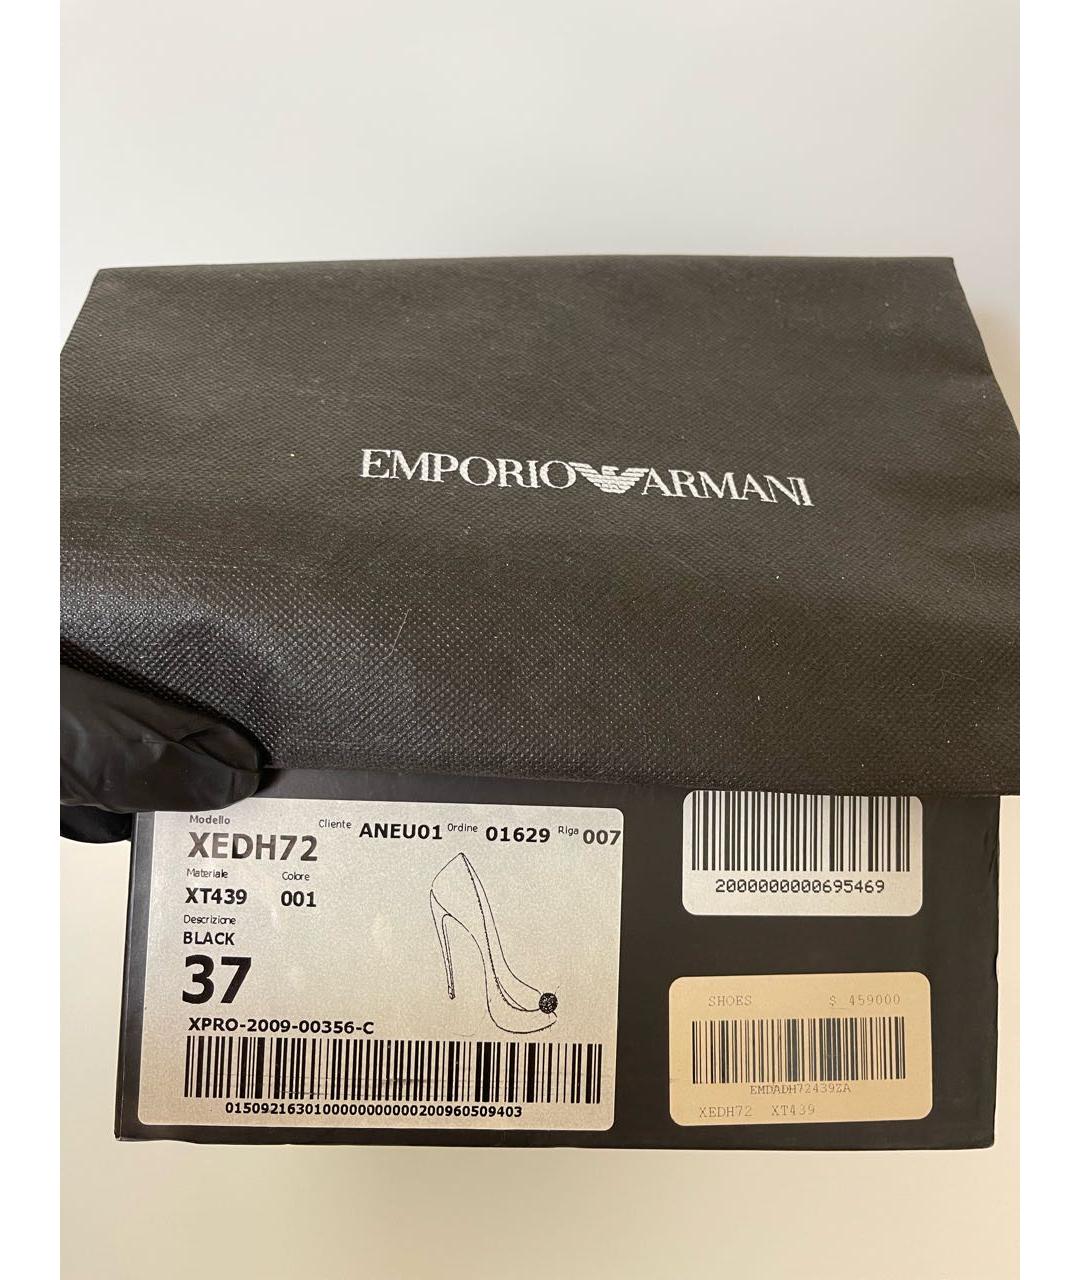 EMPORIO ARMANI
Modello
XEDH72
Cliente ANEU01 Ordine 01629 Riga 007
Materiale Colore
XT439 001
Descrizione
BLACK
37
XPRO-2009-00356-C
0150921630100000000000200960509403
2000000000695469
SHOES $ 459000
EMDADH72439ZA
XEDH72 XT439